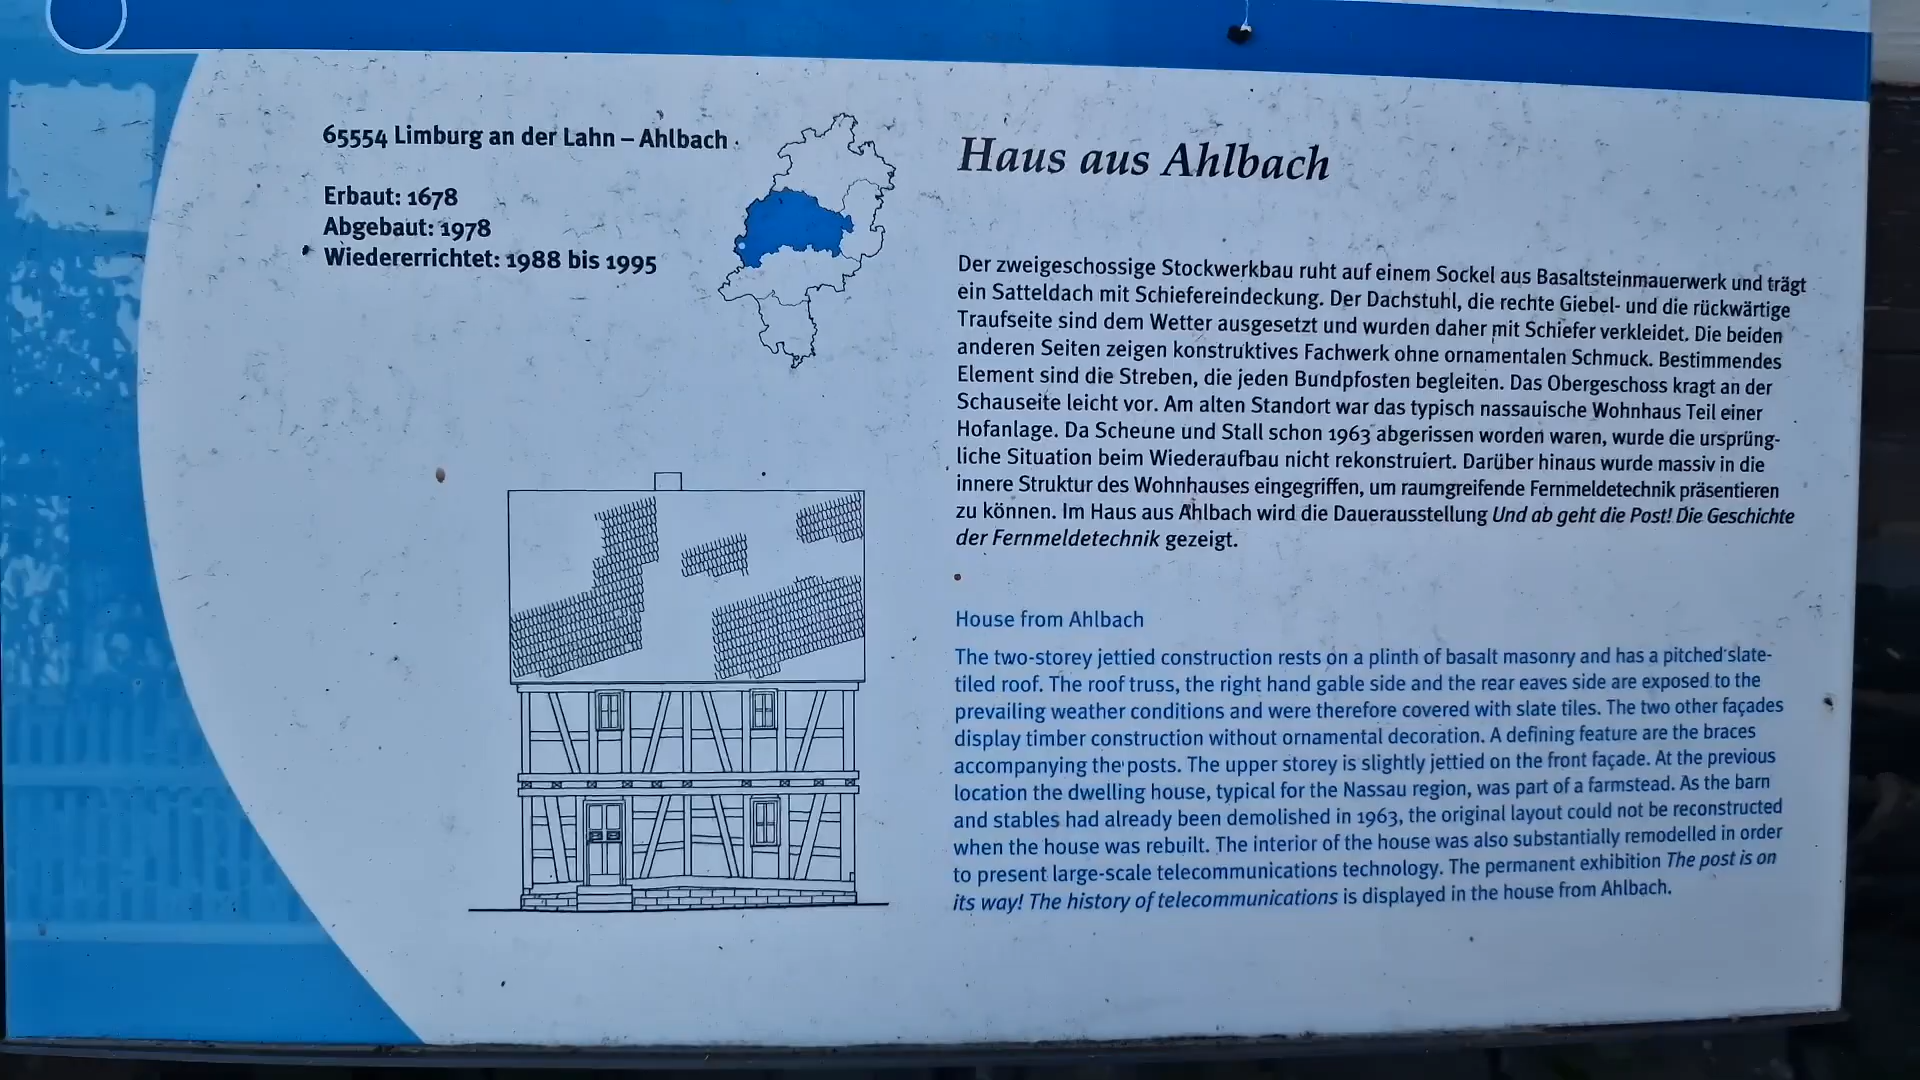 65554 Limburg an der Lahn – Ahlbach
Erbaut: 1678
Abgebaut: 1978
Wiedererrichtet: 1988 bis 1995
Haus aus Ahlbach
Der zweigeschossige Stockwerkbau ruht auf einem Sockel aus Basaltsteinmauerwerk und trägt
ein Satteldach mit Schiefereindeckung. Der Dachstuhl, die rechte Giebel- und die rückwärtige
Traufseite sind dem Wetter ausgesetzt und wurden daher mit Schiefer verkleidet. Die beiden
anderen Seiten zeigen konstruktives Fachwerk ohne ornamentalen Schmuck. Bestimmendes
Element sind die Streben, die jeden Bundpfosten begleiten. Das Obergeschoss kragt an der
Schauseite leicht vor. Am alten Standort war das typisch nassauische Wohnhaus Teil einer
Hofanlage. Da Scheune und Stall schon 1963 abgerissen worden waren, wurde die ursprüng-
liche Situation beim Wiederaufbau nicht rekonstruiert. Darüber hinaus wurde massiv in die
innere Struktur des Wohnhauses eingegriffen, um raumgreifende Fernmeldetechnik präsentieren
zu können. Im Haus aus Ahlbach wird die Dauerausstellung Und ab geht die Post! Die Geschichte
der Fernmeldetechnik gezeigt.
House from Ahlbach
The two-storey jettied construction rests on a plinth of basalt masonry and has a pitched slate-
tiled roof. The roof truss, the right hand gable side and the rear eaves side are exposed to the
prevailing weather conditions and were therefore covered with slate tiles. The two other façades
display timber construction without ornamental decoration. A defining feature are the braces
accompanying the posts. The upper storey is slightly jettied on the front façade. At the previous
location the dwelling house, typical for the Nassau region, was part of a farmstead. As the barn
and stables had already been demolished in 1963, the original layout could not be reconstructed
when the house was rebuilt. The interior of the house was also substantially remodelled in order
to present large-scale telecommunications technology. The permanent exhibition The post is on
its way! The history of telecommunications is displayed in the house from Ahlbach.